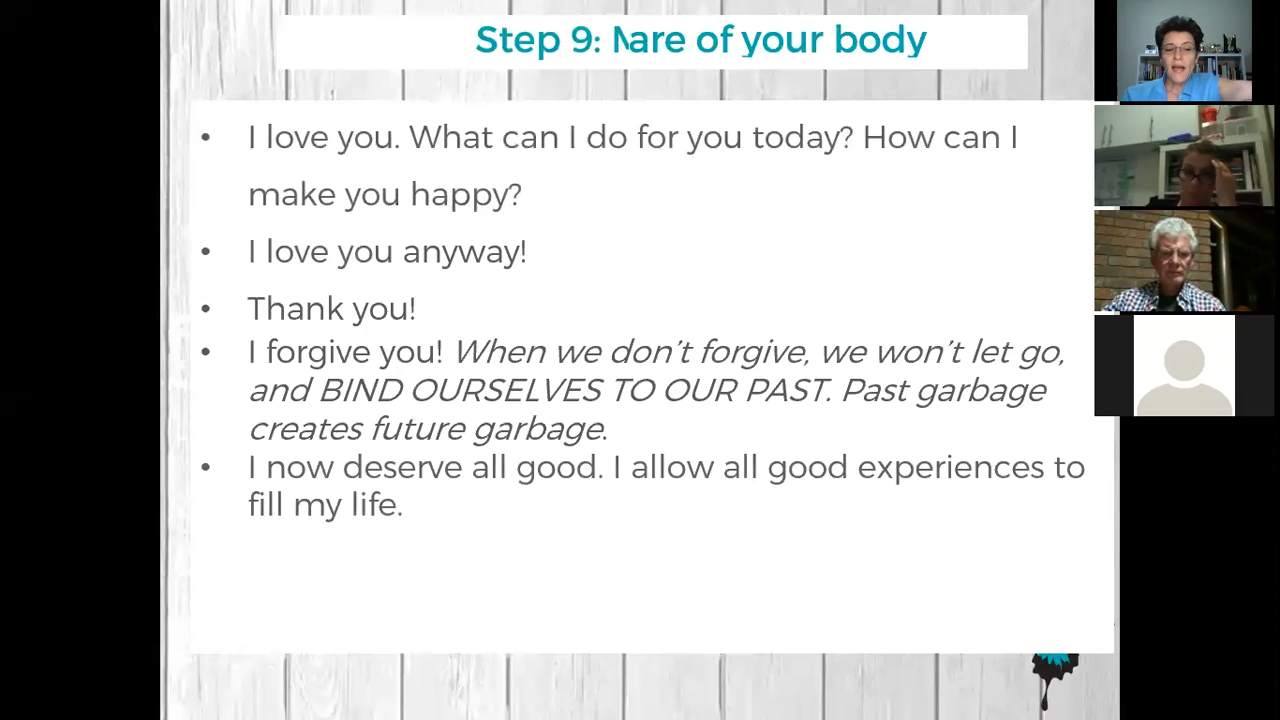 Step 9: of your body
• I love you. What can I do for you today? How can I
make you happy?
• I love you anyway!
• Thank you!
• I forgive you! When we don't forgive, we won't let go,
and BIND OURSELVES TO OUR PAST. Past garbage
creates future garbage.
• I now deserve all good. I allow all good experiences to
fill my life.